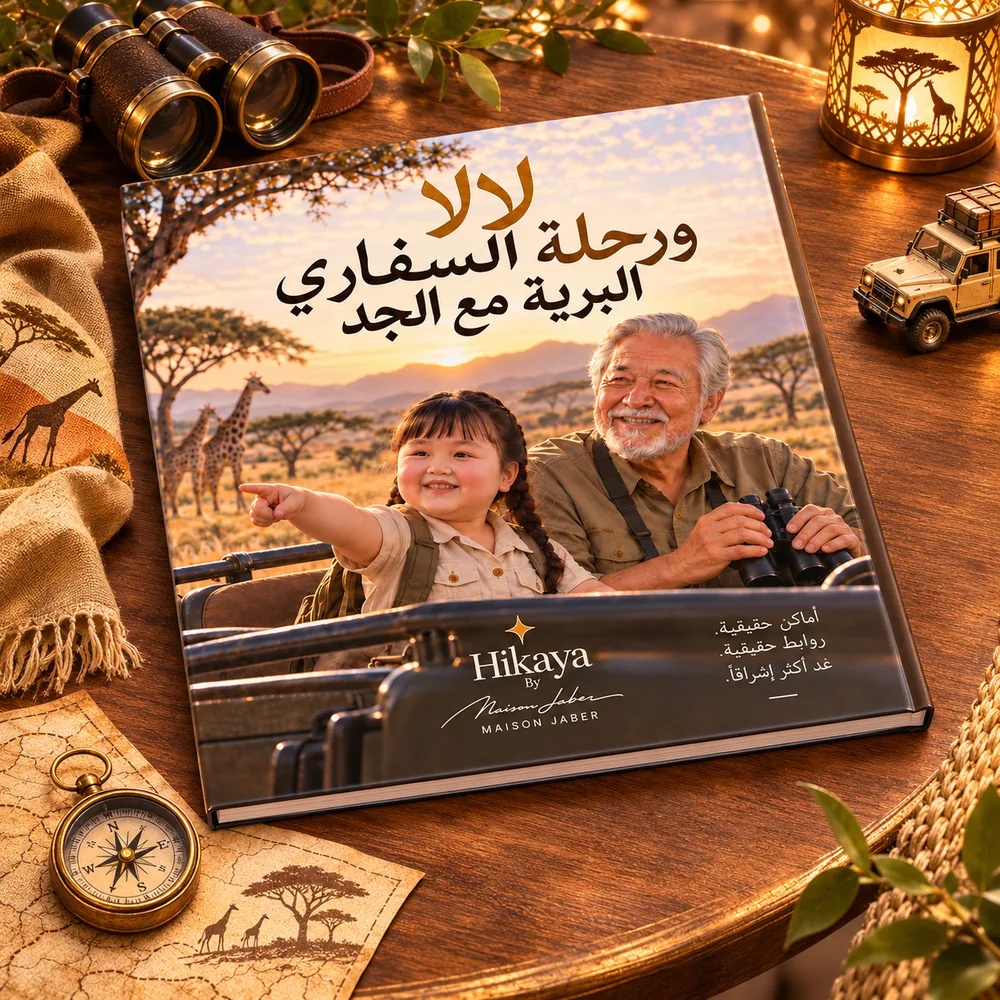 لالا
ورحلة السفاري
البرية مع الجد
Hikaya
By
Maison Jaber
MAISON JABER
أماكن حقيقية.
روابط حقيقية.
غد أكثر إشراقاً.
N
E
S
W